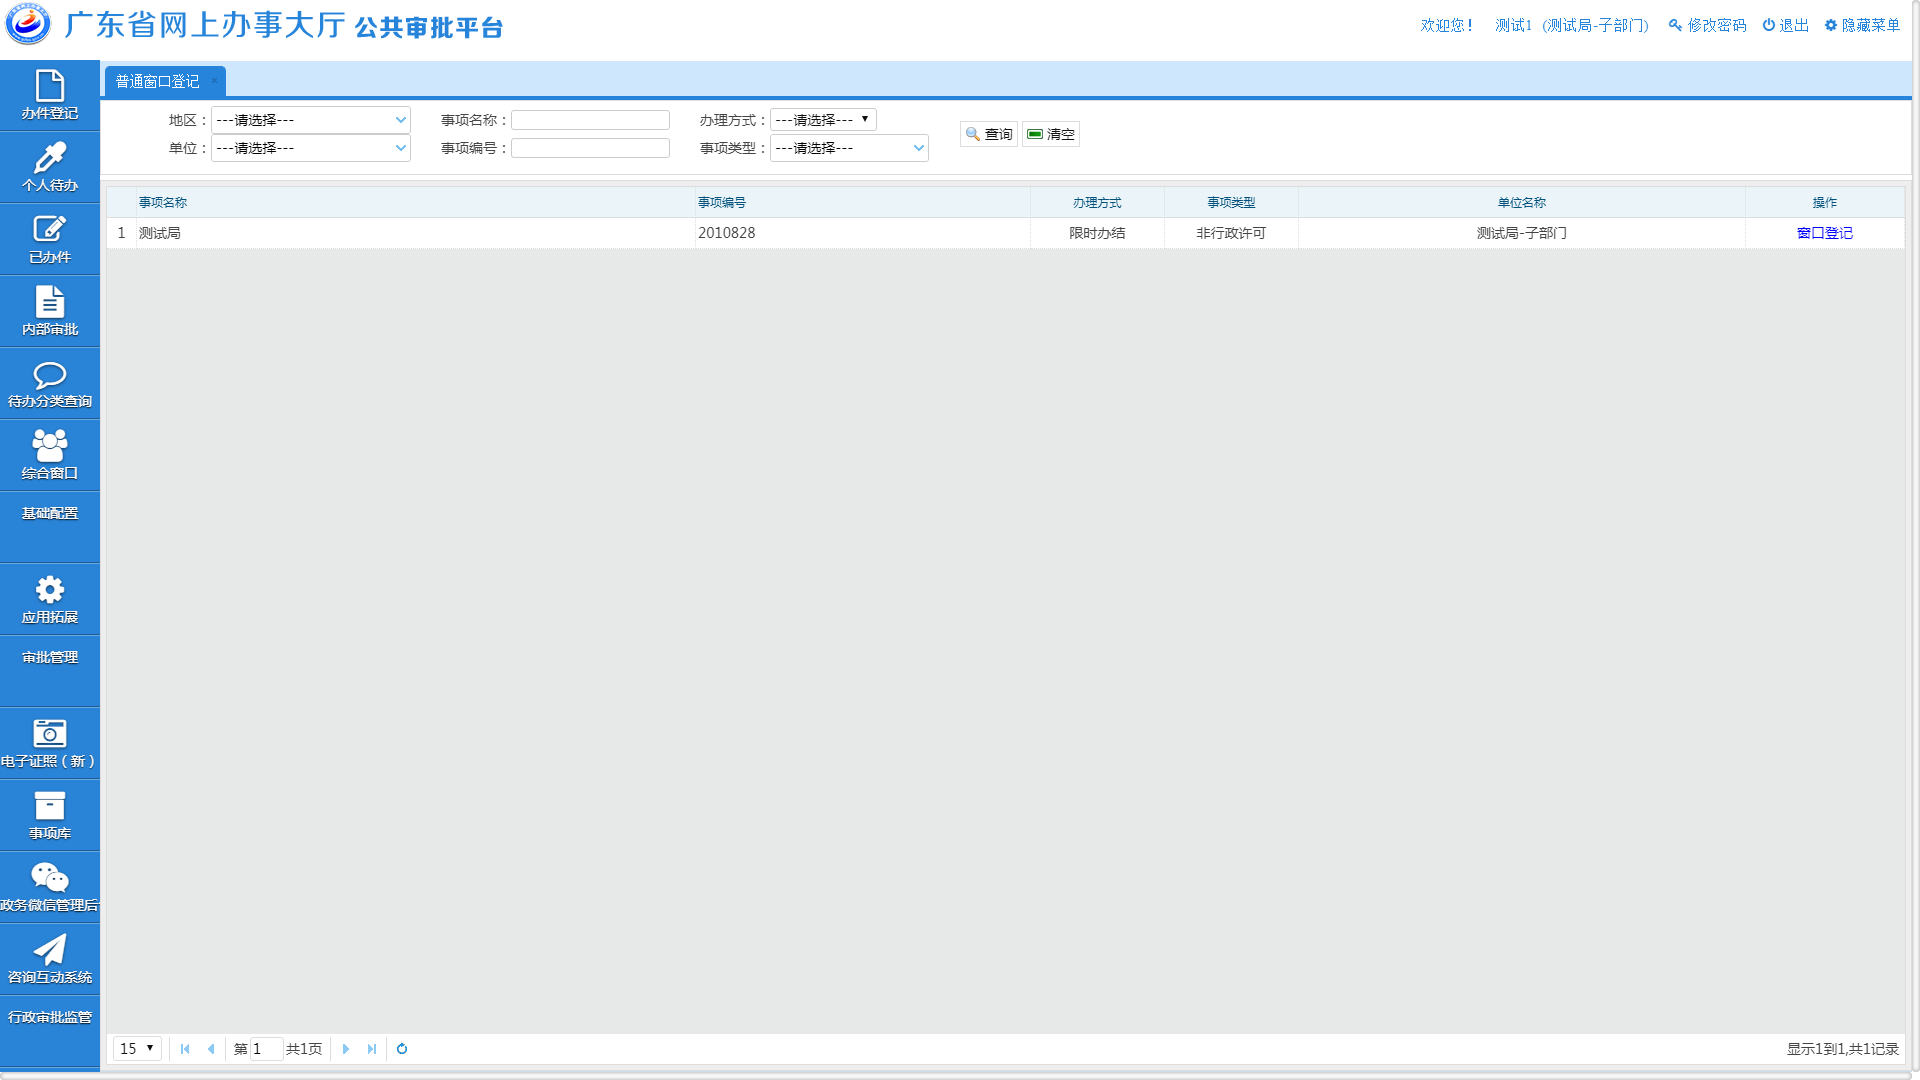 广东省网上办事大厅 公共审批平台
欢迎您！ 测试1 (测试局-子部门) 修改密码 退出 隐藏菜单
普通窗口登记
地区： ---请选择--- 事项名称： 办理方式： ---请选择---
单位： ---请选择--- 事项编号： 事项类型： ---请选择---
查询 清空
事项名称 事项编号 办理方式 事项类型 单位名称 操作
1 测试局 2010828 限时办结 非行政许可 测试局-子部门 窗口登记
办件登记
个人待办
已办件
内部审批
待办分类查询
综合窗口
基础配置
应用拓展
审批管理
电子证照（新）
事项库
政务微信管理后
咨询互动系统
行政审批监管
15 第 1 共1页 显示1到1,共1记录